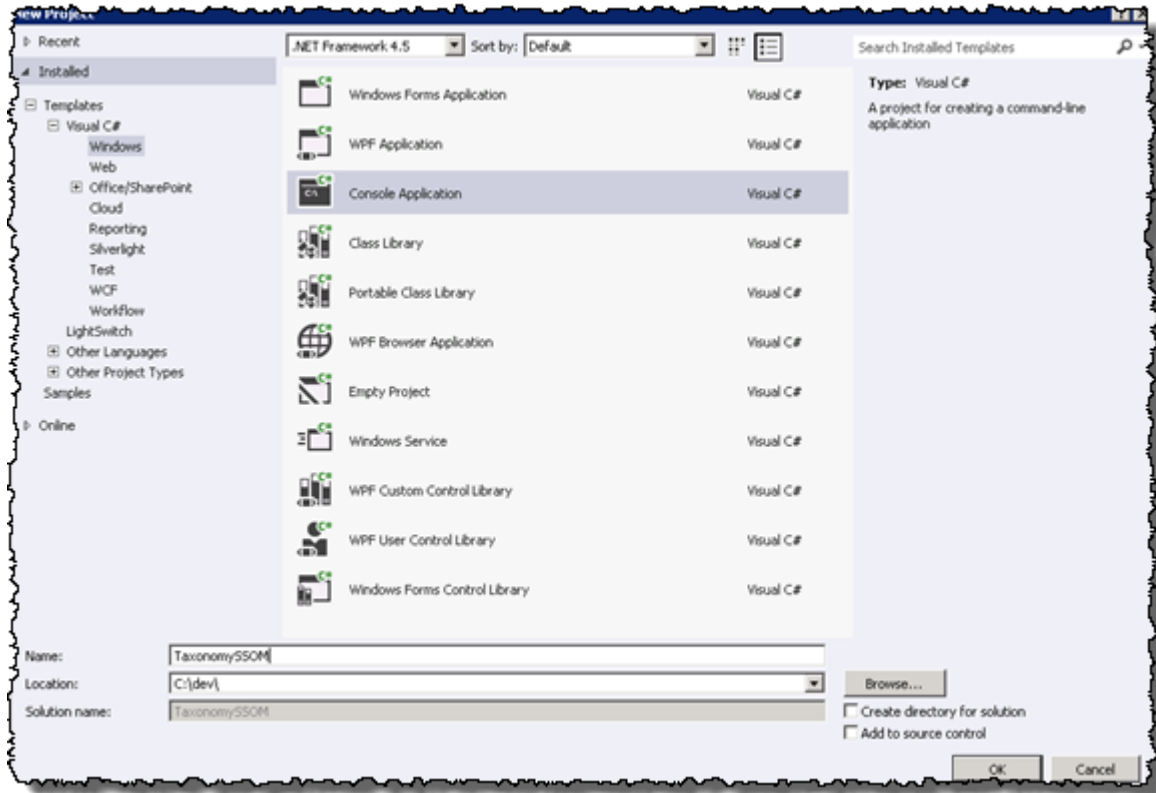 New Project
Recent
Installed
Templates
Visual C#
Windows
Web
Office/SharePoint
Cloud
Reporting
Silverlight
Test
WCF
Workflow
LightSwitch
Other Languages
Other Project Types
Samples
Online
.NET Framework 4.5 Sort by: Default
Windows Forms Application Visual C#
WPF Application Visual C#
Console Application Visual C#
Class Library Visual C#
Portable Class Library Visual C#
WPF Browser Application Visual C#
Empty Project Visual C#
Windows Service Visual C#
WPF Custom Control Library Visual C#
WPF User Control Library Visual C#
Windows Forms Control Library Visual C#
Search Installed Templates
Type: Visual C#
A project for creating a command-line
application
Name: TaxonomySSOM
Location: C:\dev\ Browse...
Solution name: TaxonomySSOM
Create directory for solution
Add to source control
OK Cancel